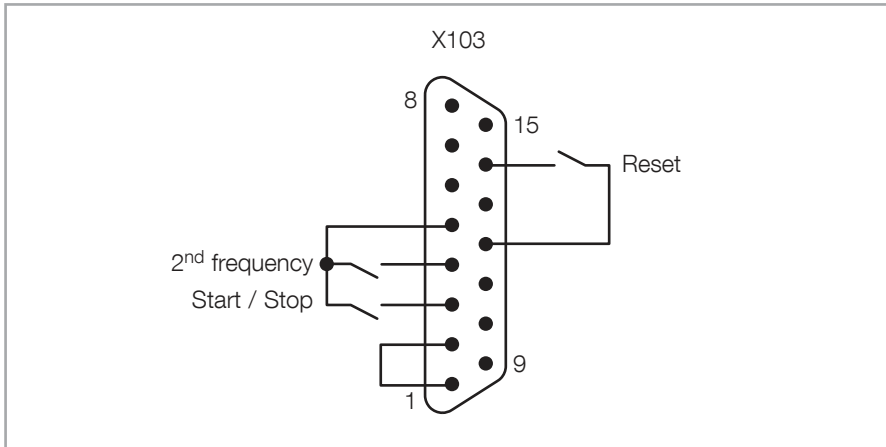 X103
8
15
Reset
2nd frequency
Start / Stop
9
1